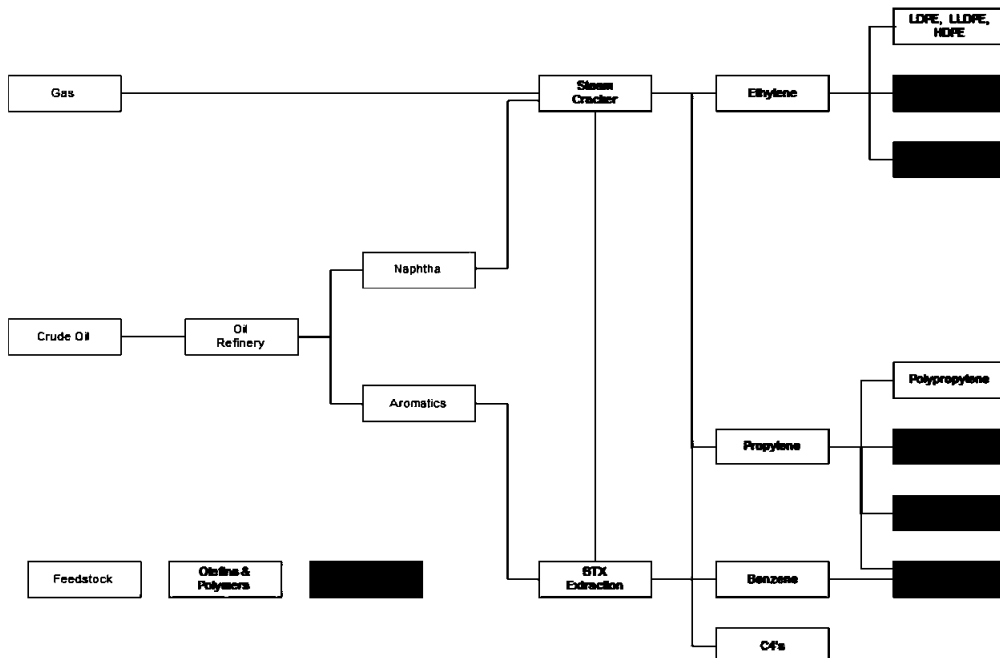 LDPE, LLDPE,
HDPE
Gas
Steam
Cracker
Ethylene
Naphtha
Crude Oil
Oil
Refinery
Polypropylene
Aromatics
Propylene
Feedstock
Olefins &
Polymers
BTX
Extraction
Benzene
C4's